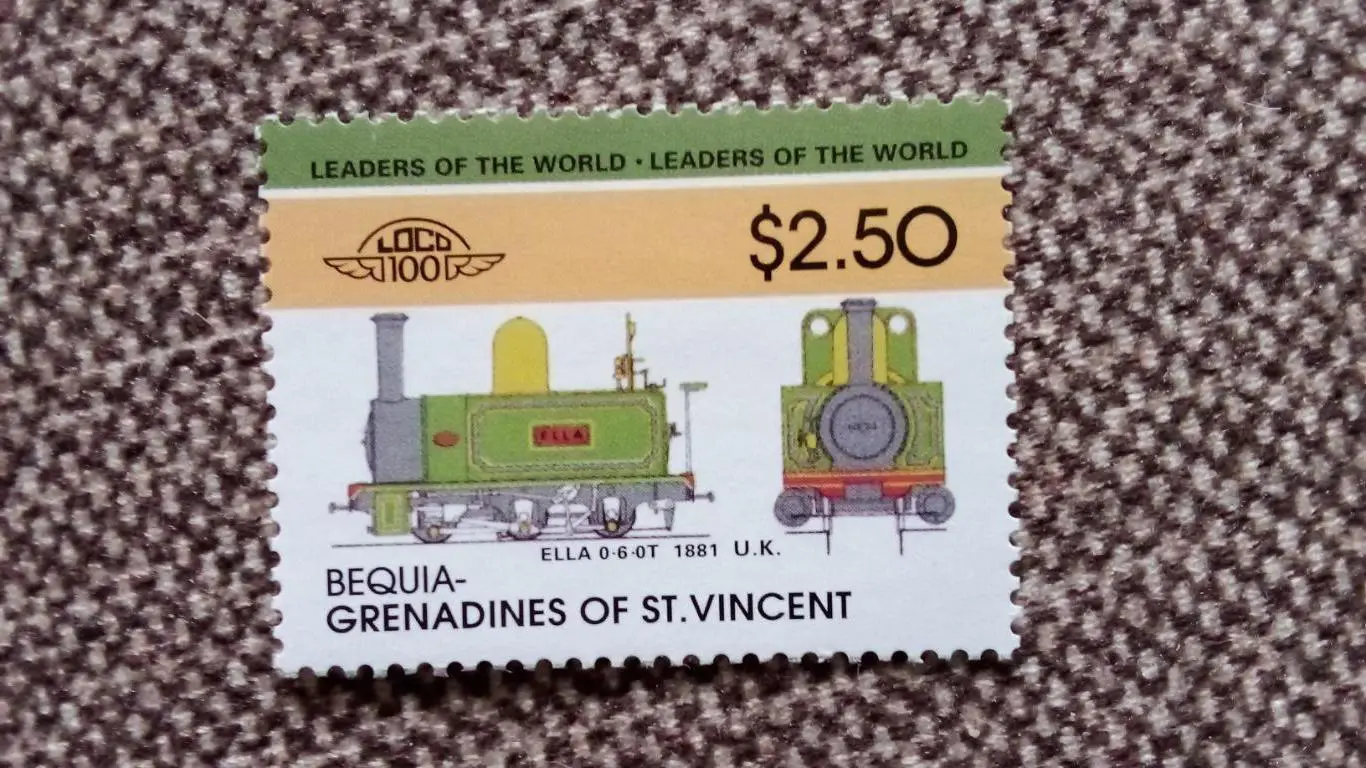 LEADERS OF THE WORLD · LEADERS OF THE WORLD
LOCO
100
$2.50
ELLA
ELLA 0-6-0T 1881 U.K.
BEQUIA-
GRENADINES OF ST.VINCENT